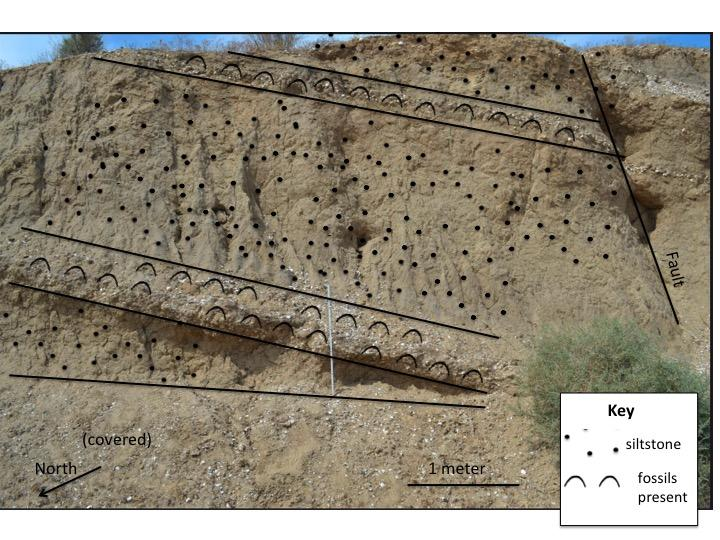 Fault
(covered)
North
1 meter
Key
siltstone
fossils
present